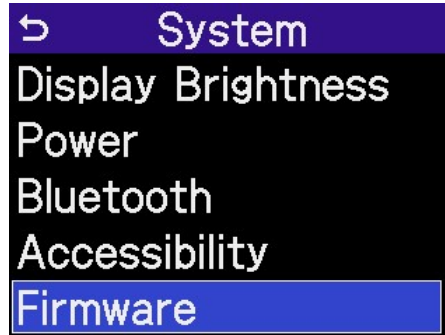 System
Display Brightness
Power
Bluetooth
Accessibility
Firmware